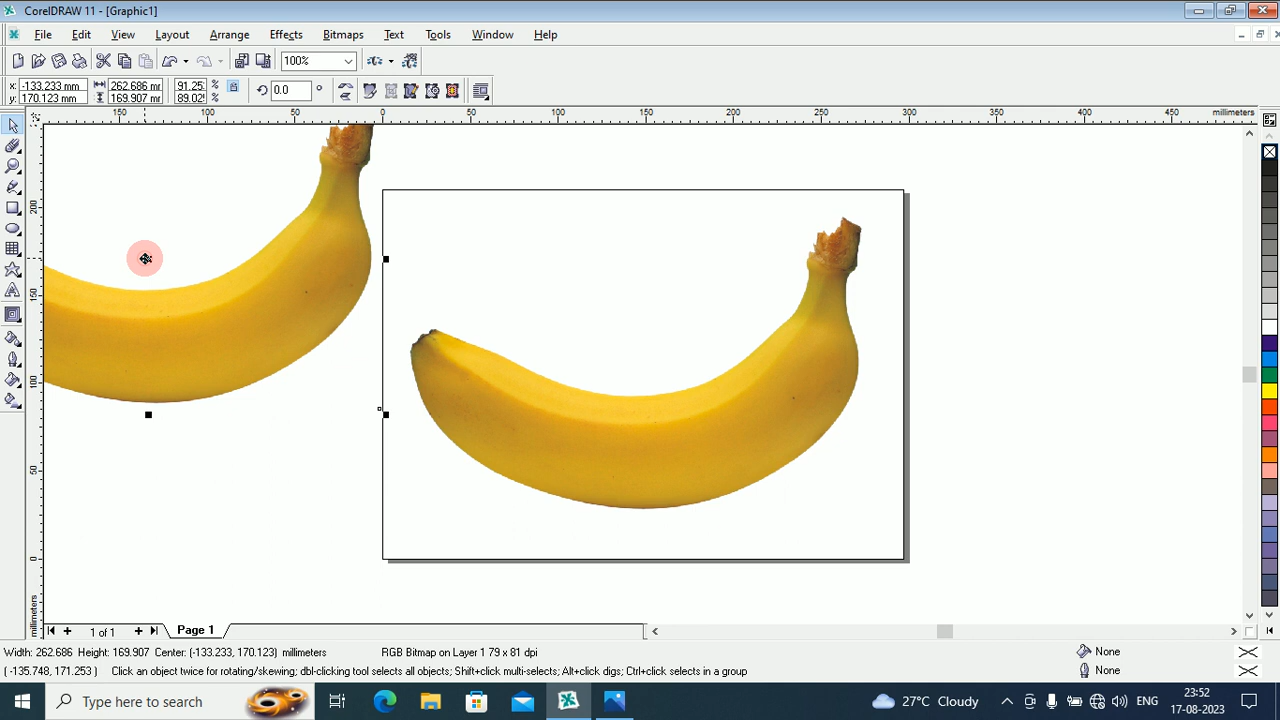 CorelDRAW 11 - [Graphic1]
File Edit View Layout Arrange Effects Bitmaps Text Tools Window Help
100%
x: -133.233 mm 262.686 mr 91.25 % 0.0 °
y: 170.123 mm 169.907 mr 89.02 %
150 100 50 0 50 100 150 200 250 300 350 400 450 millimeters
200
150
100
50
0
millimeters
1 of 1 Page 1
Width: 262.686 Height: 169.907 Center: (-133.233, 170.123) millimeters RGB Bitmap on Layer 1 79 x 81 dpi None
( -135.748, 171.253 ) Click an object twice for rotating/skewing; dbl-clicking tool selects all objects; Shift+click multi-selects; Alt+click digs; Ctrl+click selects in a group None
Type here to search 27°C Cloudy ENG 23:52
17-08-2023